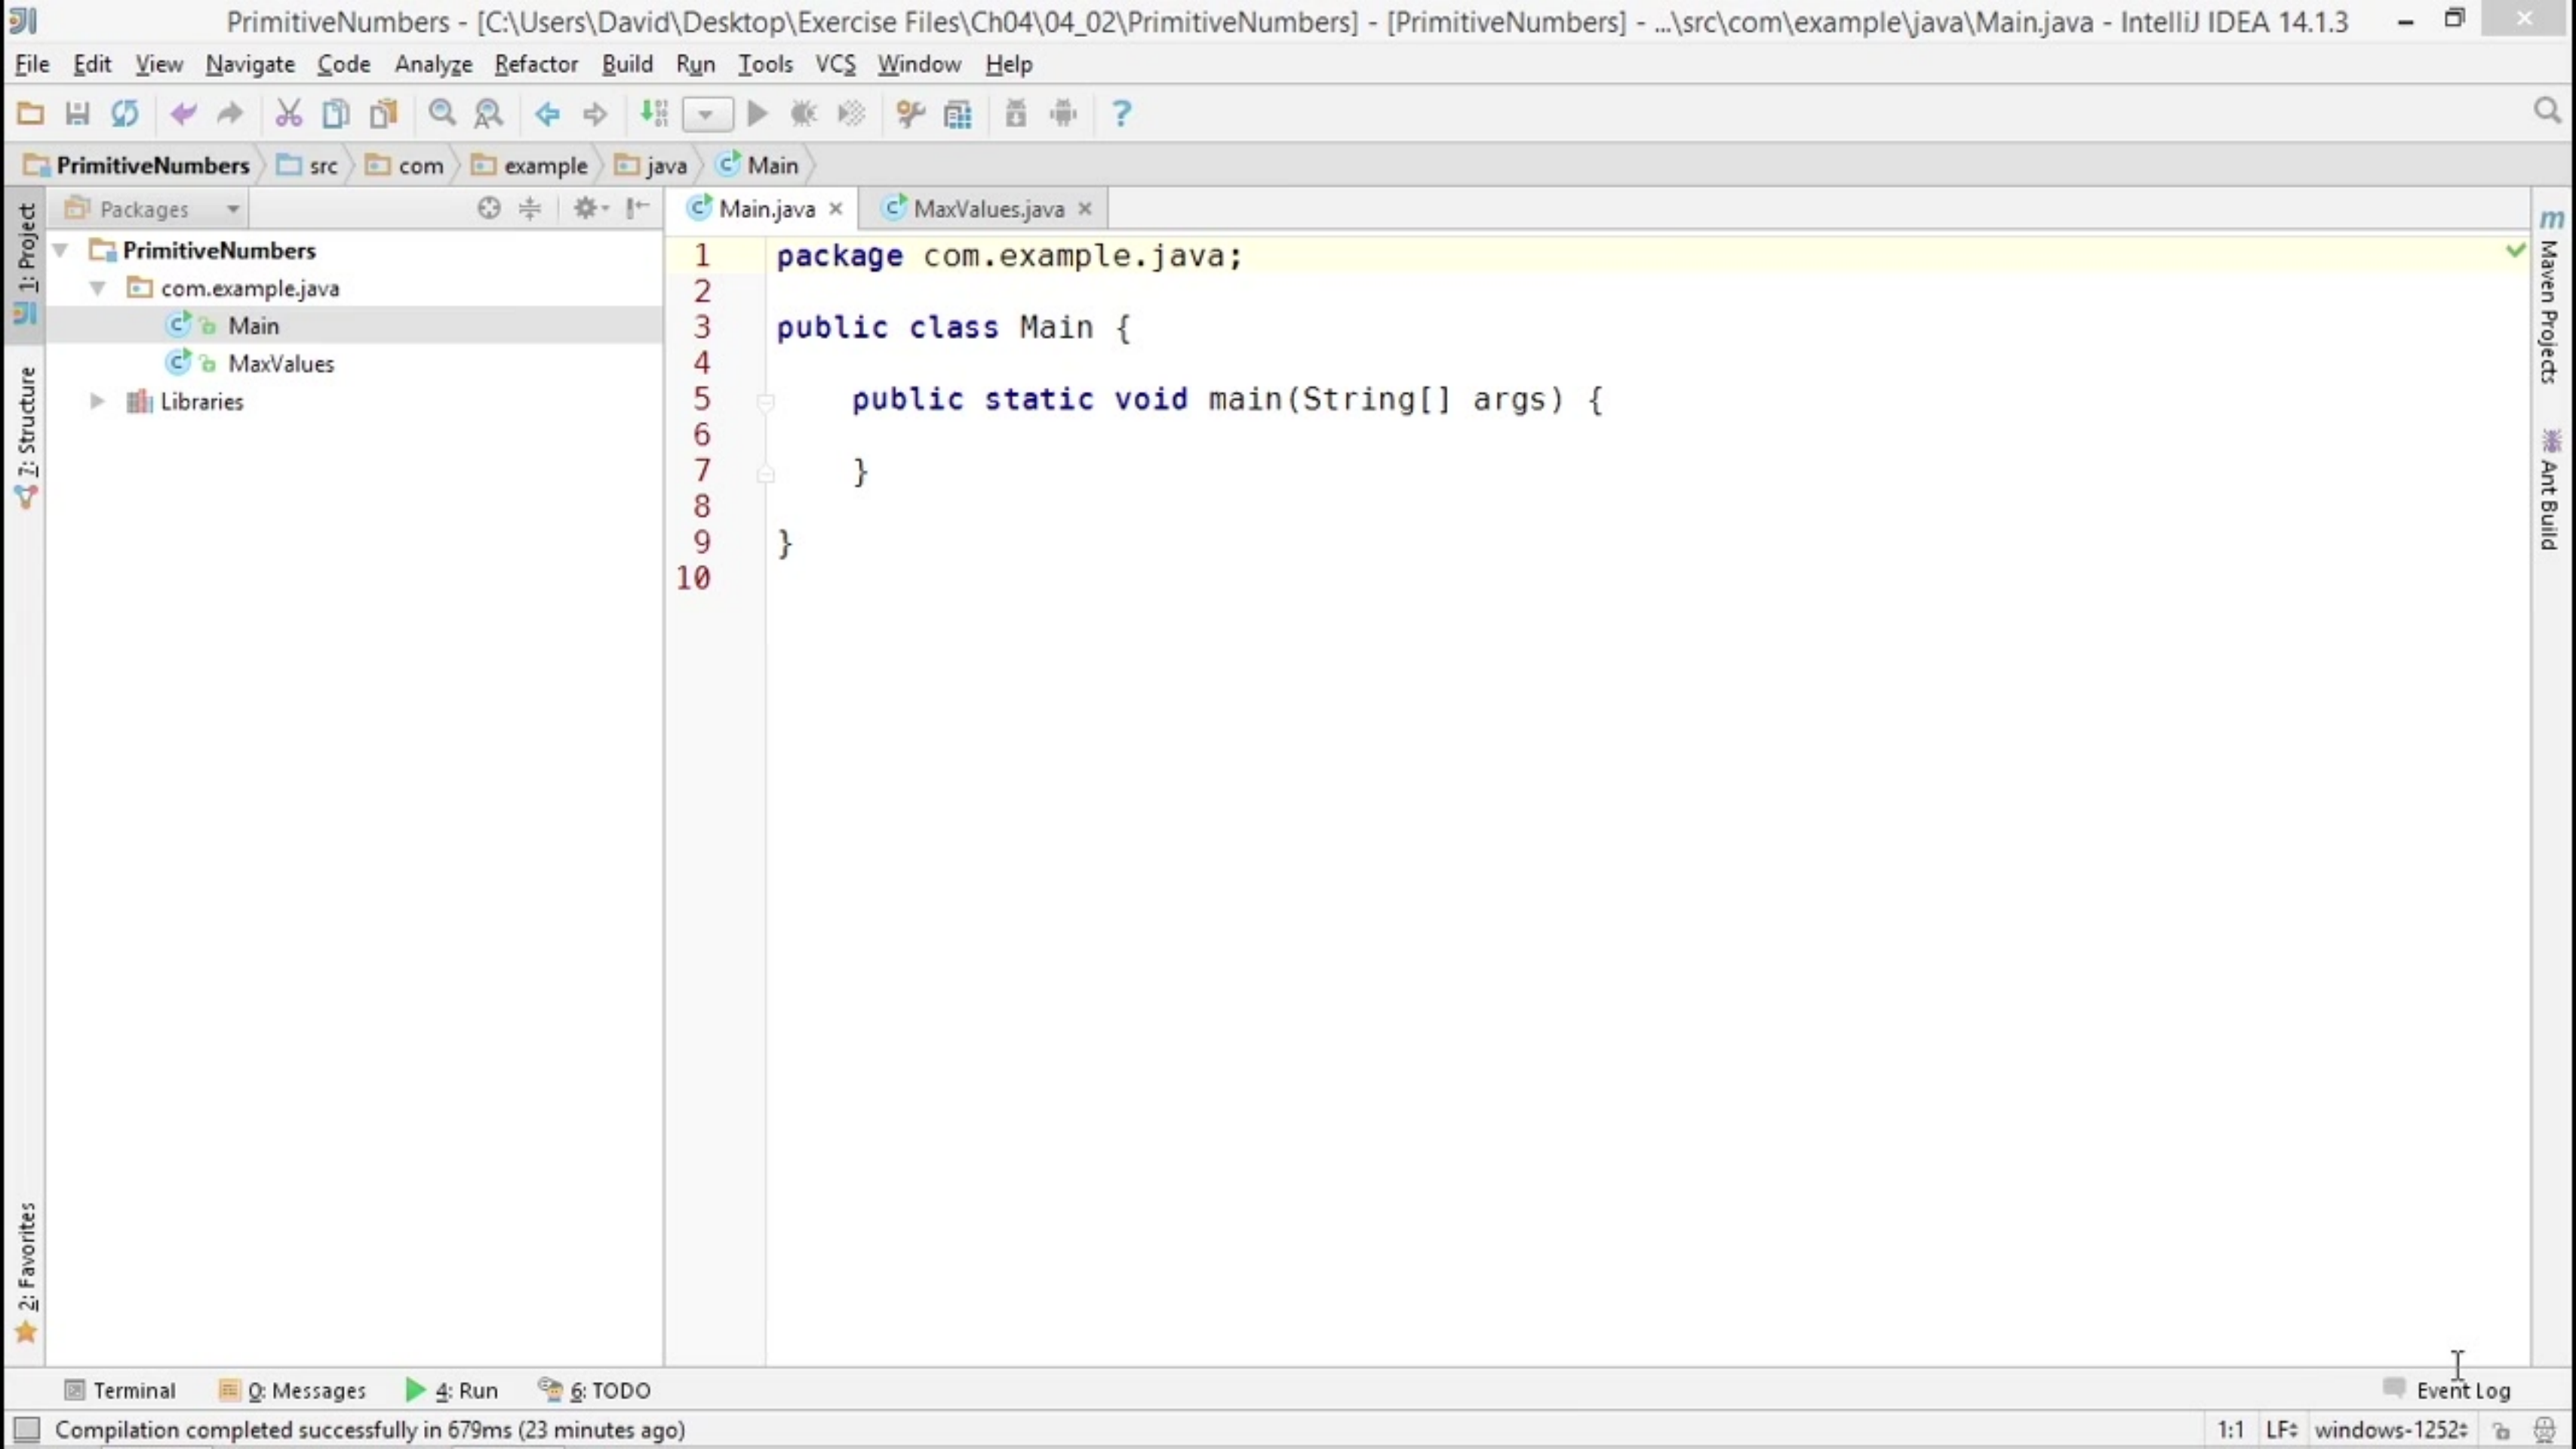 PrimitiveNumbers - [C:\Users\David\Desktop\Exercise Files\Ch04\04_02\PrimitiveNumbers] - [PrimitiveNumbers] - ...\src\com\example\java\Main.java - IntelliJ IDEA 14.1.3
File Edit View Navigate Code Analyze Refactor Build Run Tools VCS Window Help
PrimitiveNumbers src com example java Main
1: Project
7: Structure
2: Favorites
Packages
PrimitiveNumbers
com.example.java
Main
MaxValues
Libraries
Main.java MaxValues.java
1 package com.example.java;
2
3 public class Main {
4
5 public static void main(String[] args) {
6
7 }
8
9 }
10
Maven Projects
Ant Build
Terminal 0: Messages 4: Run 6: TODO Event Log
Compilation completed successfully in 679ms (23 minutes ago) 1:1 LF windows-1252